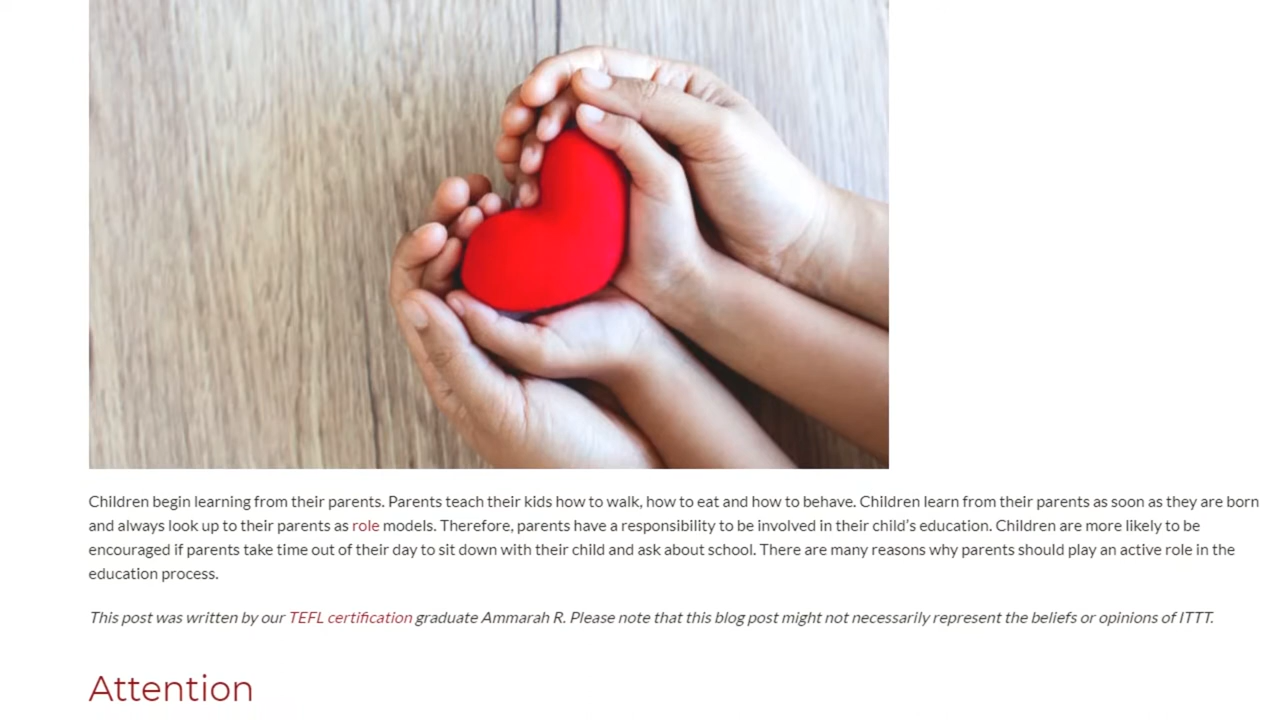 Children begin learning from their parents. Parents teach their kids how to walk, how to eat and how to behave. Children learn from their parents as soon as they are born
and always look up to their parents as role models. Therefore, parents have a responsibility to be involved in their child’s education. Children are more likely to be
encouraged if parents take time out of their day to sit down with their child and ask about school. There are many reasons why parents should play an active role in the
education process.
This post was written by our TEFL certification graduate Ammarah R. Please note that this blog post might not necessarily represent the beliefs or opinions of ITTT.
Attention